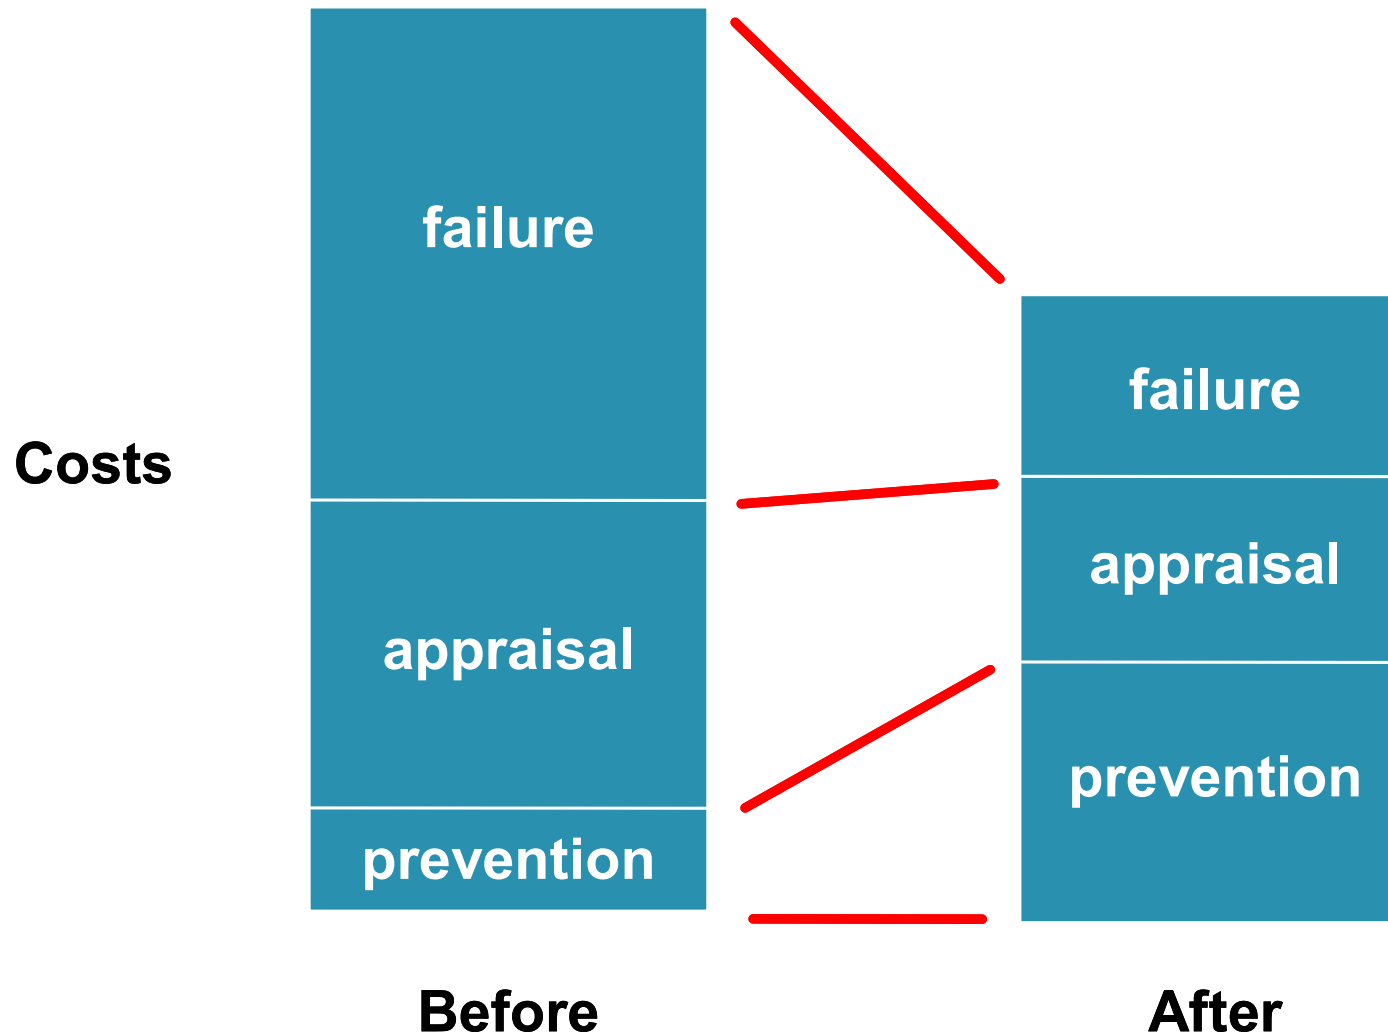 failure
failure
Costs
appraisal
appraisal
prevention
prevention
Before
After